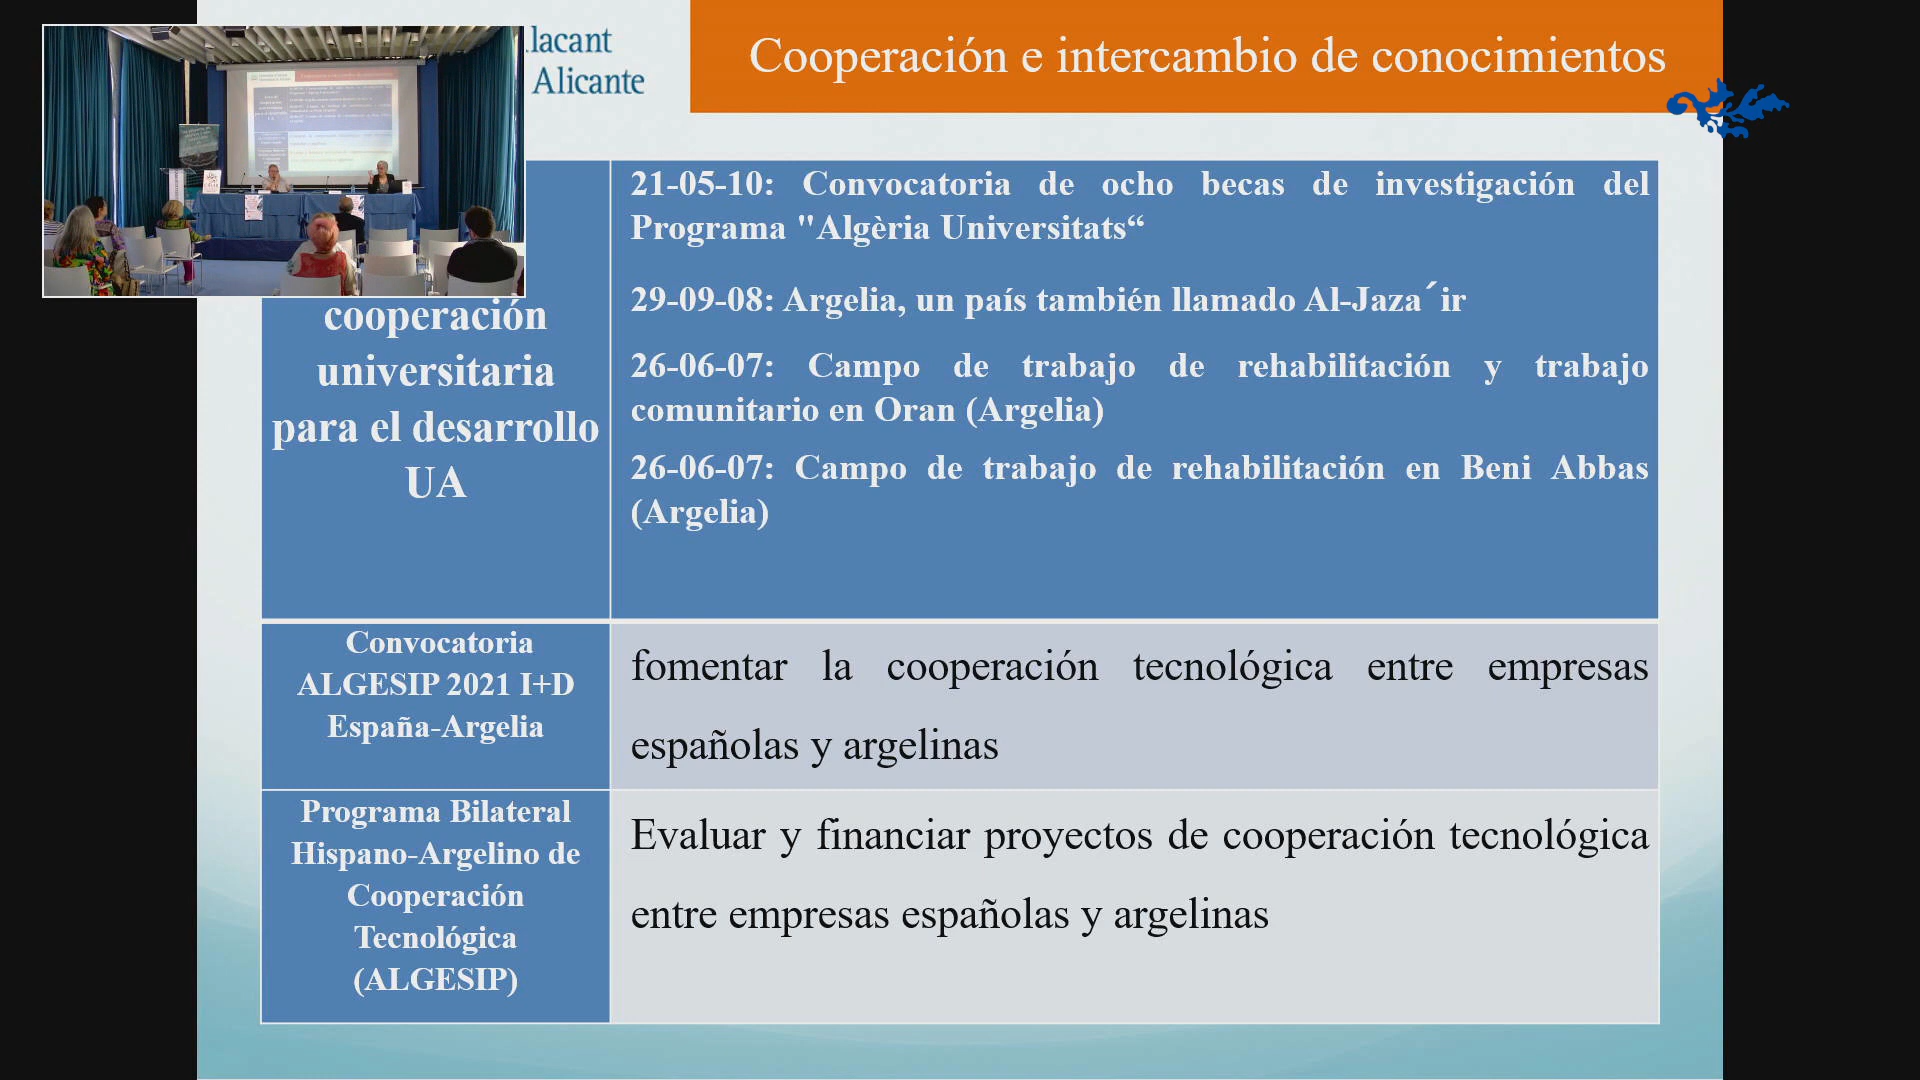 lacant
Alicante
Cooperación e intercambio de conocimientos
cooperación
universitaria
para el desarrollo
UA
21-05-10: Convocatoria de ocho becas de investigación del
Programa "Algèria Universitats“
29-09-08: Argelia, un país también llamado Al-Jaza´ir
26-06-07: Campo de trabajo de rehabilitación y trabajo
comunitario en Oran (Argelia)
26-06-07: Campo de trabajo de rehabilitación en Beni Abbas
(Argelia)
Convocatoria
ALGESIP 2021 I+D
España-Argelia
fomentar la cooperación tecnológica entre empresas
españolas y argelinas
Programa Bilateral
Hispano-Argelino de
Cooperación
Tecnológica
(ALGESIP)
Evaluar y financiar proyectos de cooperación tecnológica
entre empresas españolas y argelinas